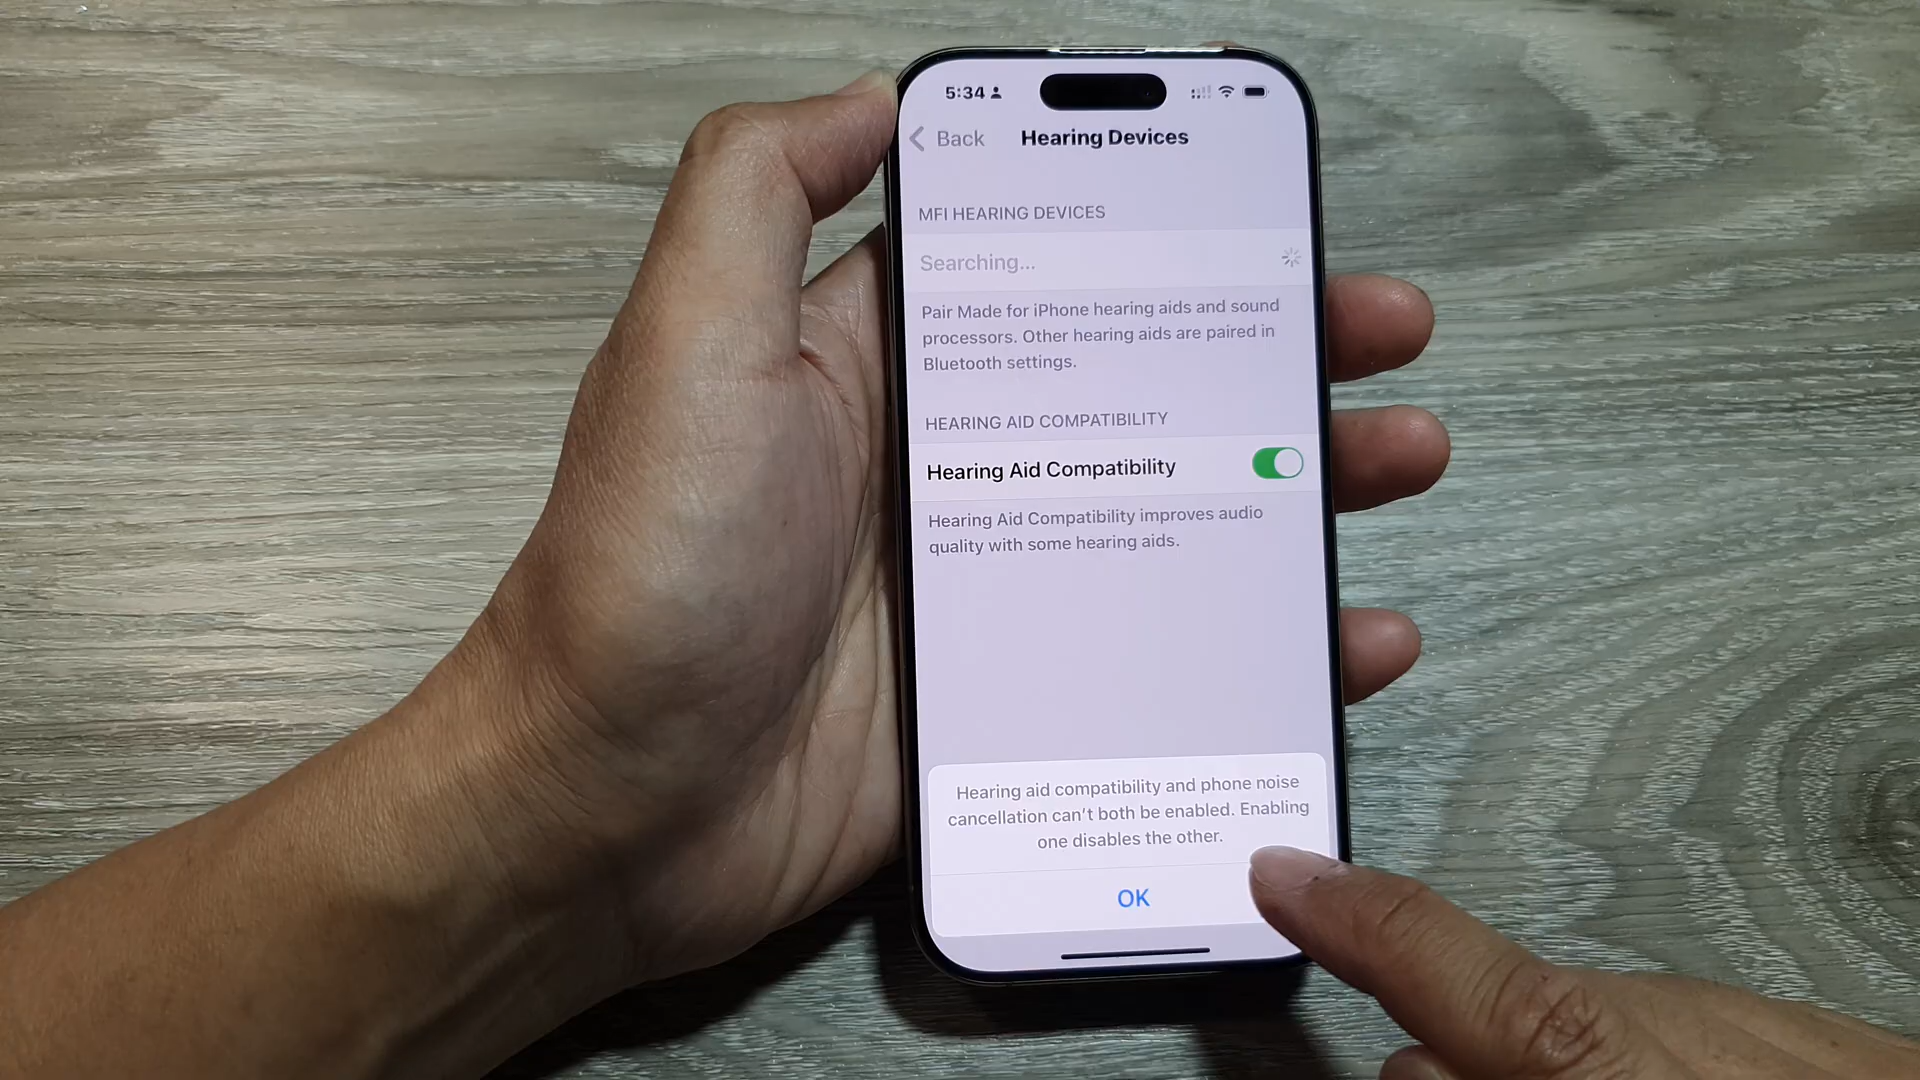 5:34
Back
Hearing Devices
MFI HEARING DEVICES
Searching...
Pair Made for iPhone hearing aids and sound
processors. Other hearing aids are paired in
Bluetooth settings.
HEARING AID COMPATIBILITY
Hearing Aid Compatibility
Hearing Aid Compatibility improves audio
quality with some hearing aids.
Hearing aid compatibility and phone noise
cancellation can't both be enabled. Enabling
one disables the other.
OK